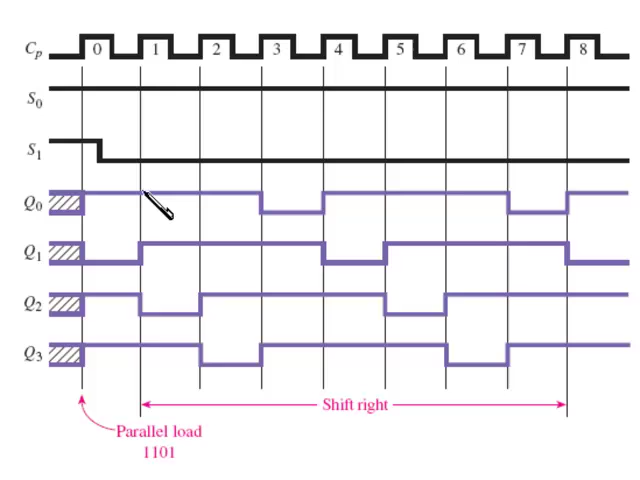 Cp 0 1 2 3 4 5 6 7 8
S0
S1
Q0
Q1
Q2
Q3
Shift right
Parallel load
1101